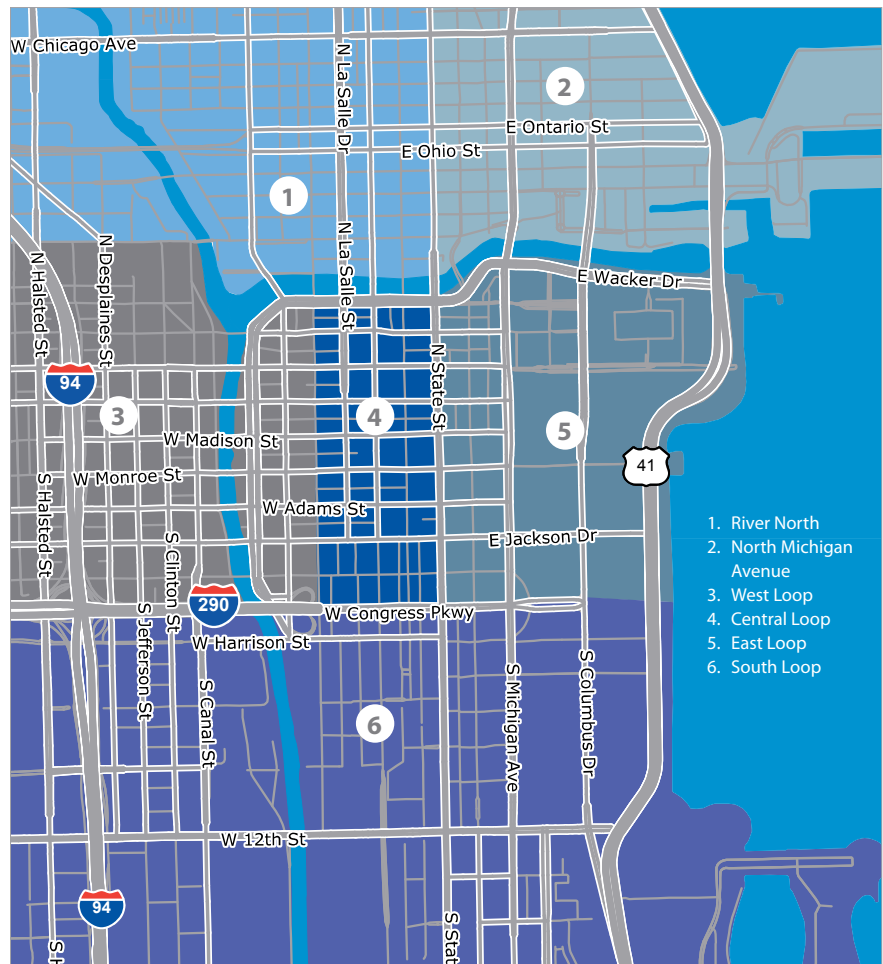 W Chicago Ave
N La Salle Dr
2
E Ontario St
E Ohio St
1
N La Salle St
N Desplaines St
N Halsted St
E Wacker Dr
N State St
94
3
4
5
W Madison St
41
W Monroe St
W Adams St
S Halsted St
E Jackson Dr
S Clinton St
290
W Congress Pkwy
W Harrison St
S Jefferson St
S Canal St
S Michigan Ave
S Columbus Dr
6
W 12th St
94
S Stat
S H
1. River North
2. North Michigan
Avenue
3. West Loop
4. Central Loop
5. East Loop
6. South Loop